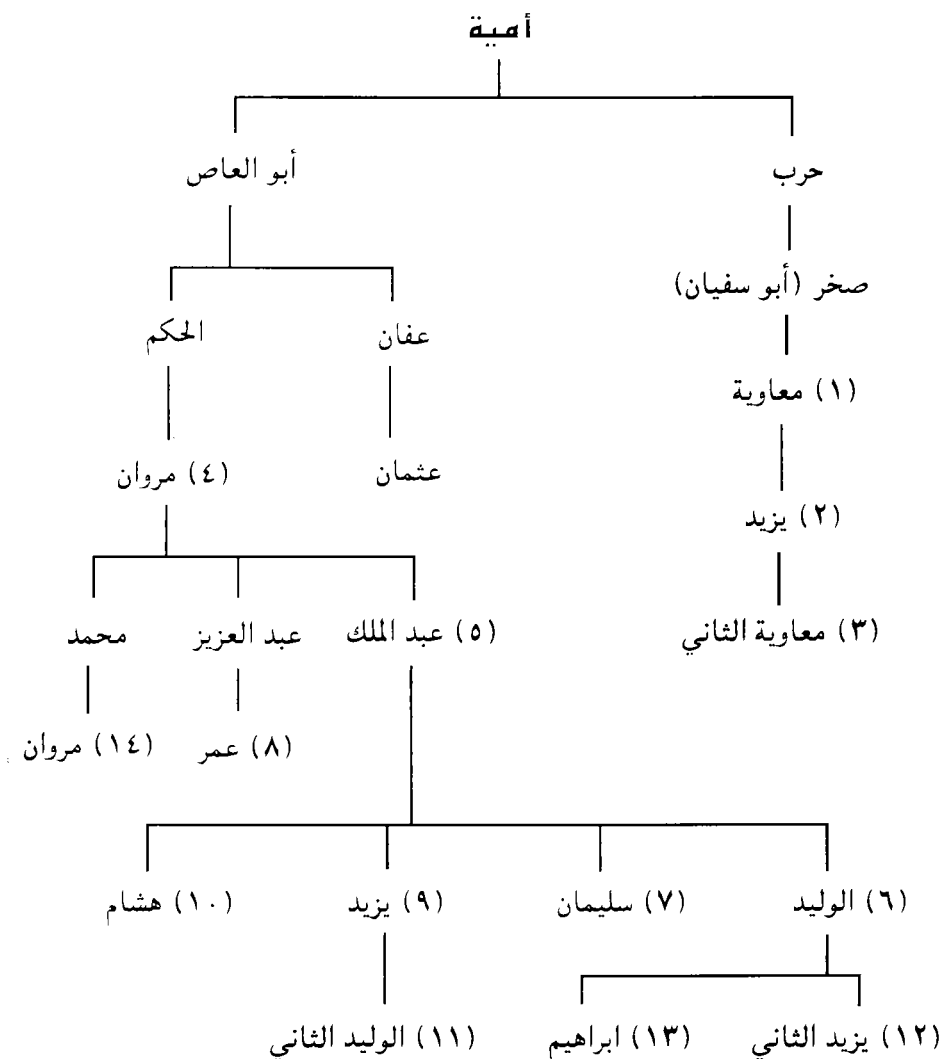 أمية
حرب
أبو العاص
صخر (أبو سفيان)
عفان
الحكم
(١) معاوية
عثمان
(٤) مروان
(٢) يزيد
(٣) معاوية الثاني
(٥) عبد الملك
عبد العزيز
محمد
(٨) عمر
(١٤) مروان
(٦) الوليد
(٧) سليمان
(٩) يزيد
(١٠) هشام
(١٢) يزيد الثاني
(١٣) ابراهيم
(١١) الوليد الثاني